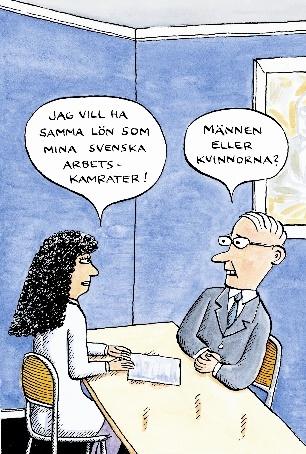 JAG VILL HA
SAMMA LÖN SOM
MINA SVENSKA
ARBETS-
KAMRATER!
MÄNNEN
ELLER
KVINNORNA?